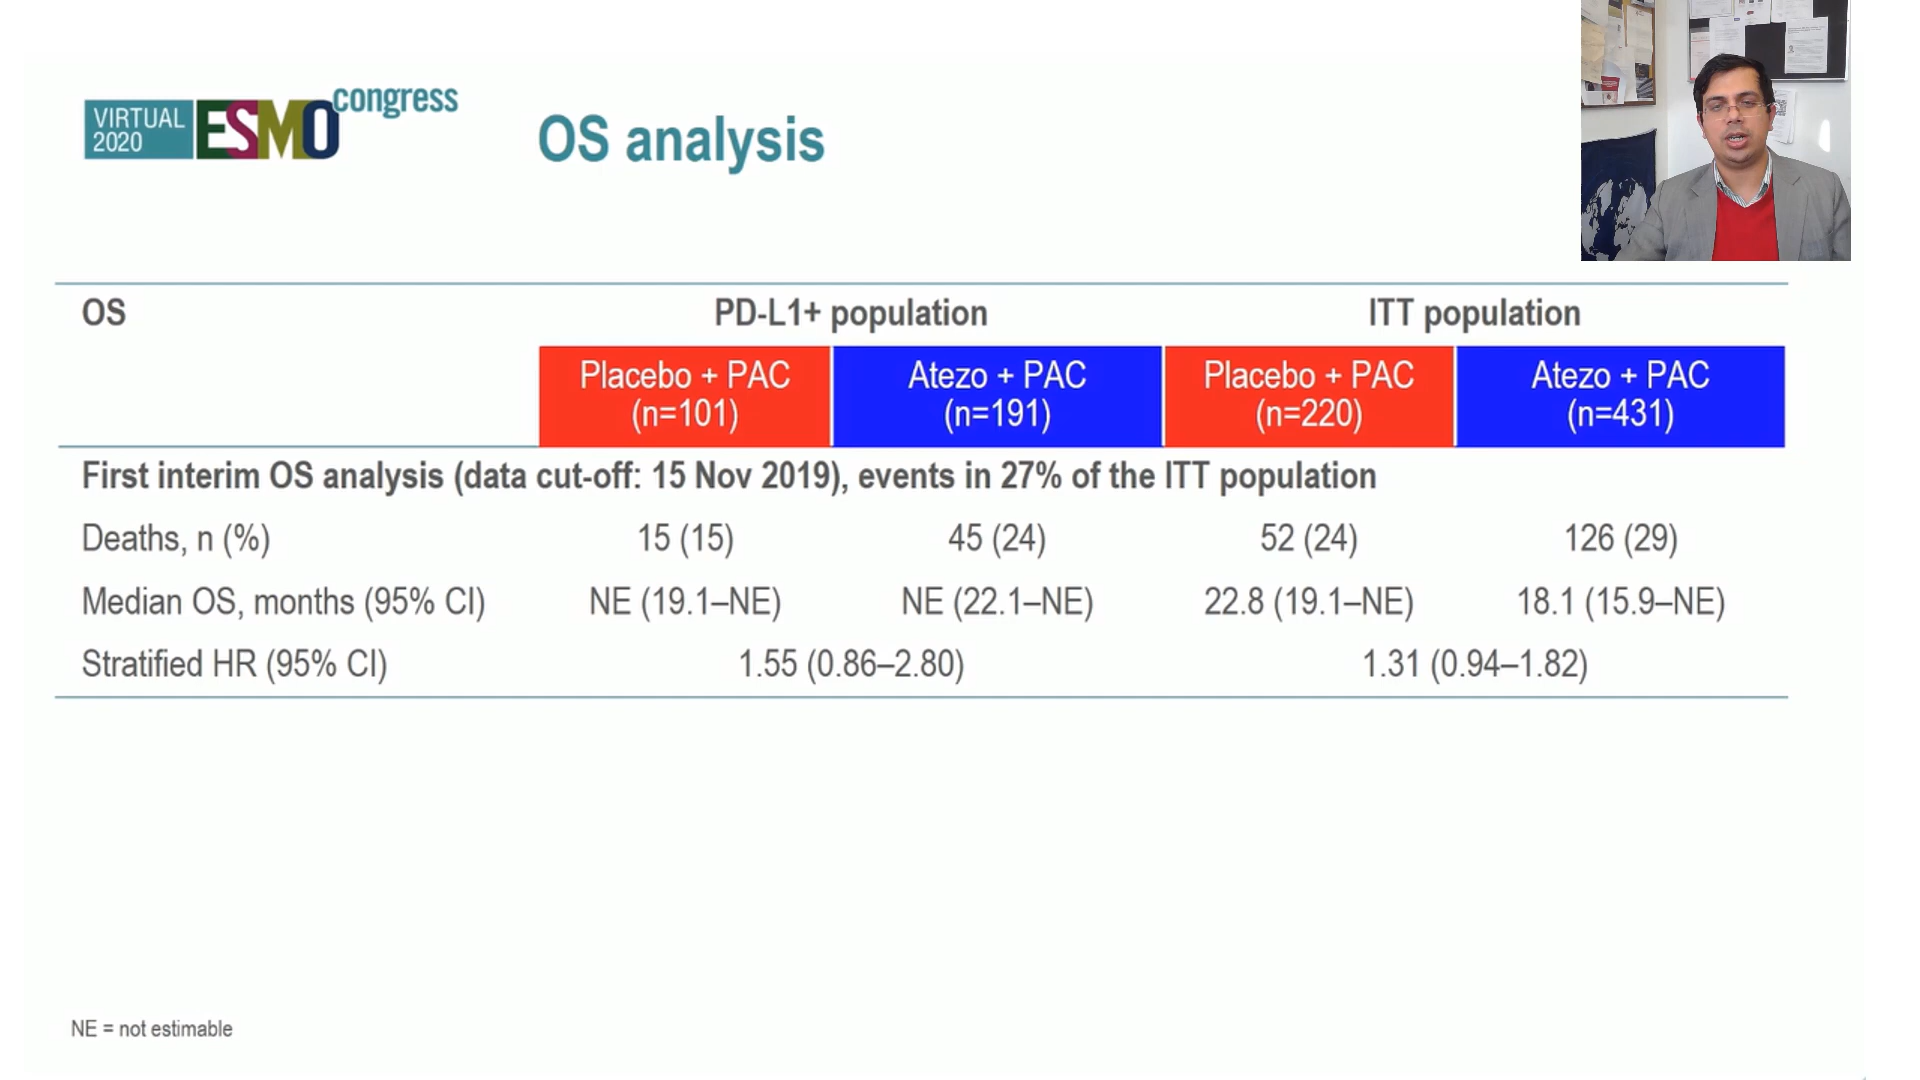 VIRTUAL
2020
ESMO congress
OS analysis
OS PD-L1+ population ITT population
Placebo + PAC Atezo + PAC Placebo + PAC Atezo + PAC
(n=101) (n=191) (n=220) (n=431)
First interim OS analysis (data cut-off: 15 Nov 2019), events in 27% of the ITT population
Deaths, n (%) 15 (15) 45 (24) 52 (24) 126 (29)
Median OS, months (95% CI) NE (19.1–NE) NE (22.1–NE) 22.8 (19.1–NE) 18.1 (15.9–NE)
Stratified HR (95% CI) 1.55 (0.86–2.80) 1.31 (0.94–1.82)
NE = not estimable